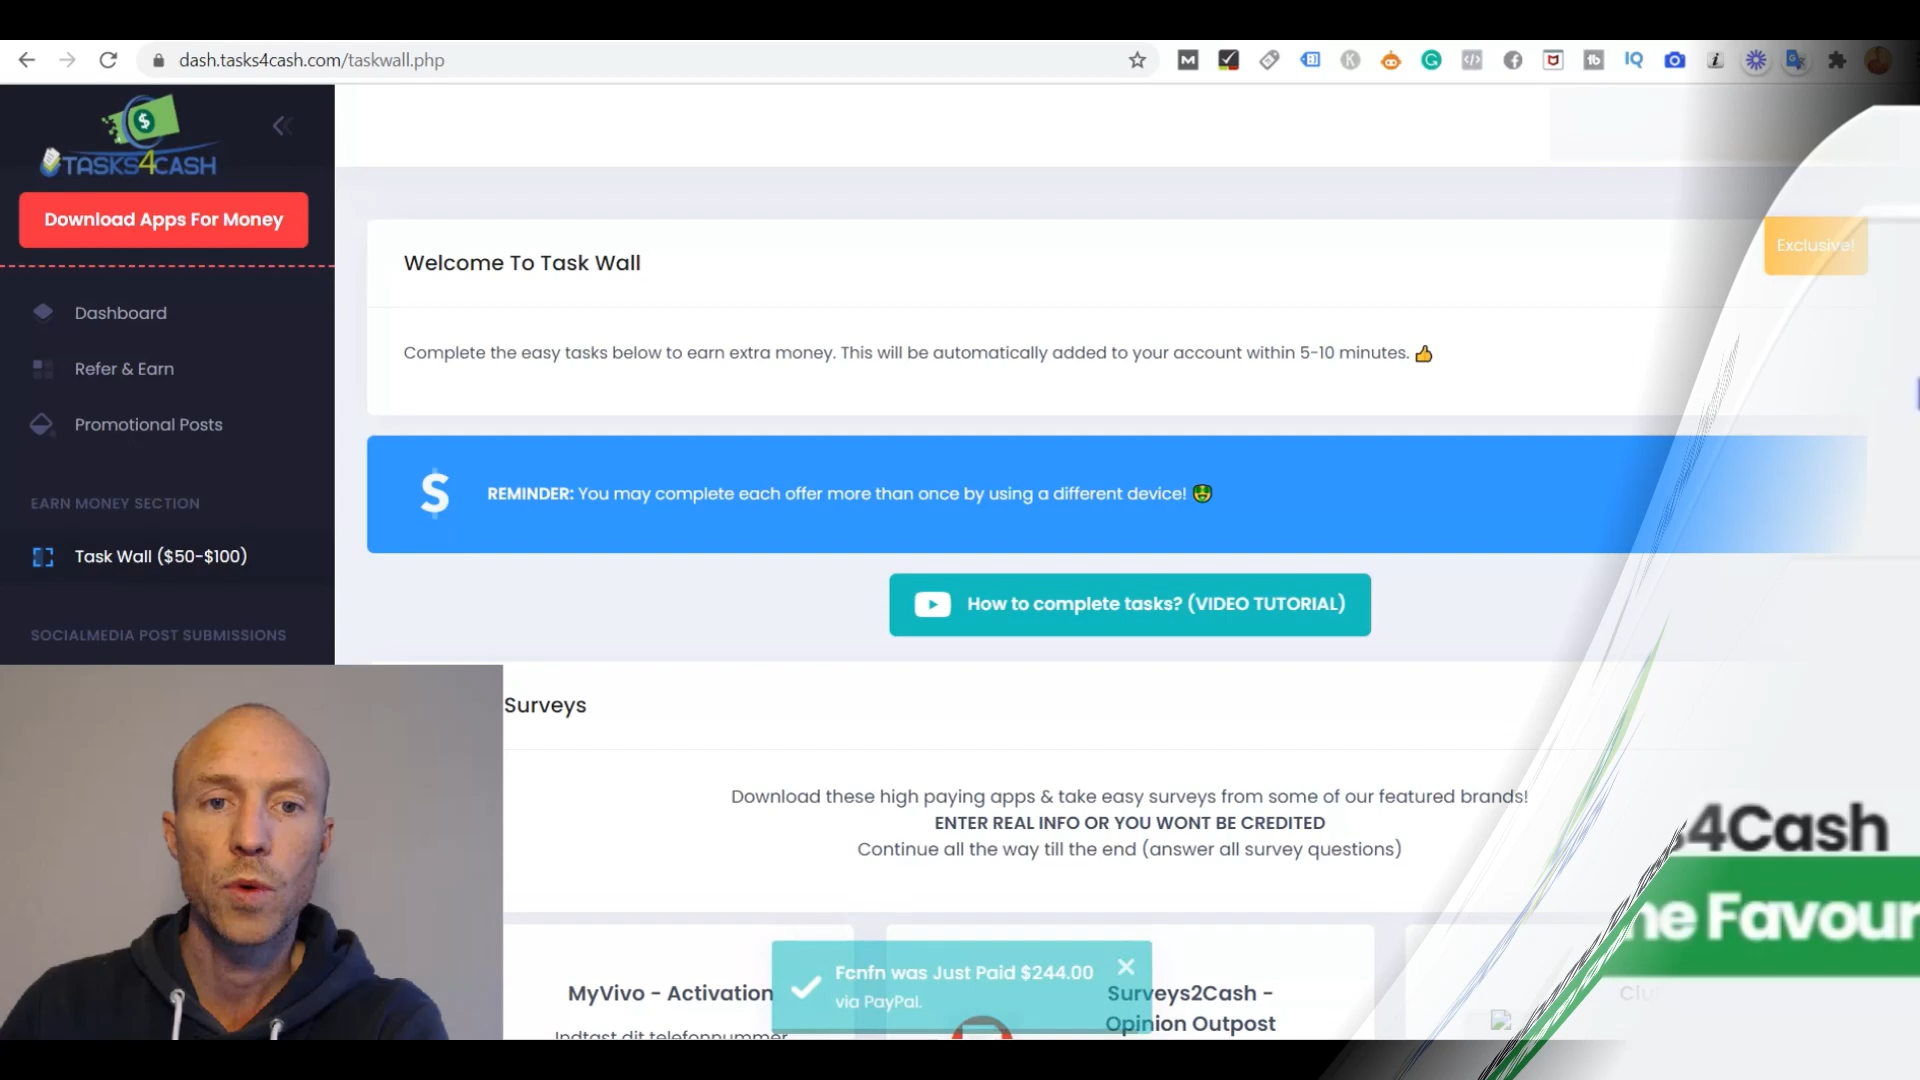 dash.tasks4cash.com/taskwall.php
TASKS4CASH
Download Apps For Money
Dashboard
Refer & Earn
Promotional Posts
EARN MONEY SECTION
Task Wall ($50-$100)
SOCIALMEDIA POST SUBMISSIONS
Welcome To Task Wall
Exclusive!
Complete the easy tasks below to earn extra money. This will be automatically added to your account within 5-10 minutes. 👍
REMINDER: You may complete each offer more than once by using a different device! 🤑
How to complete tasks? (VIDEO TUTORIAL)
Surveys
Download these high paying apps & take easy surveys from some of our featured brands!
ENTER REAL INFO OR YOU WONT BE CREDITED
Continue all the way till the end (answer all survey questions)
MyVivo - Activation
Indtast dit telefonnummer
Fcnfn was Just Paid $244.00
via PayPal.
Surveys2Cash -
Opinion Outpost
s4Cash
Favour